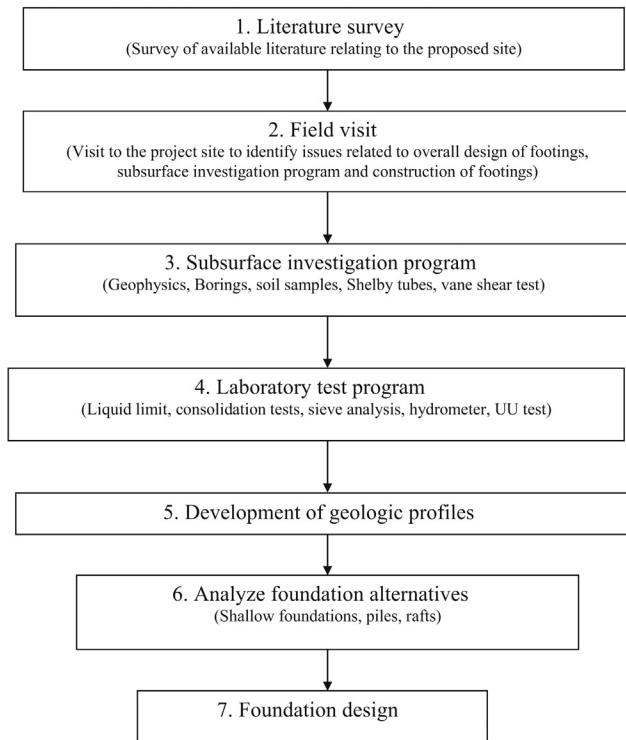 1. Literature survey
(Survey of available literature relating to the proposed site)
2. Field visit
(Visit to the project site to identify issues related to overall design of footings,
subsurface investigation program and construction of footings)
3. Subsurface investigation program
(Geophysics, Borings, soil samples, Shelby tubes, vane shear test)
4. Laboratory test program
(Liquid limit, consolidation tests, sieve analysis, hydrometer, UU test)
5. Development of geologic profiles
6. Analyze foundation alternatives
(Shallow foundations, piles, rafts)
7. Foundation design